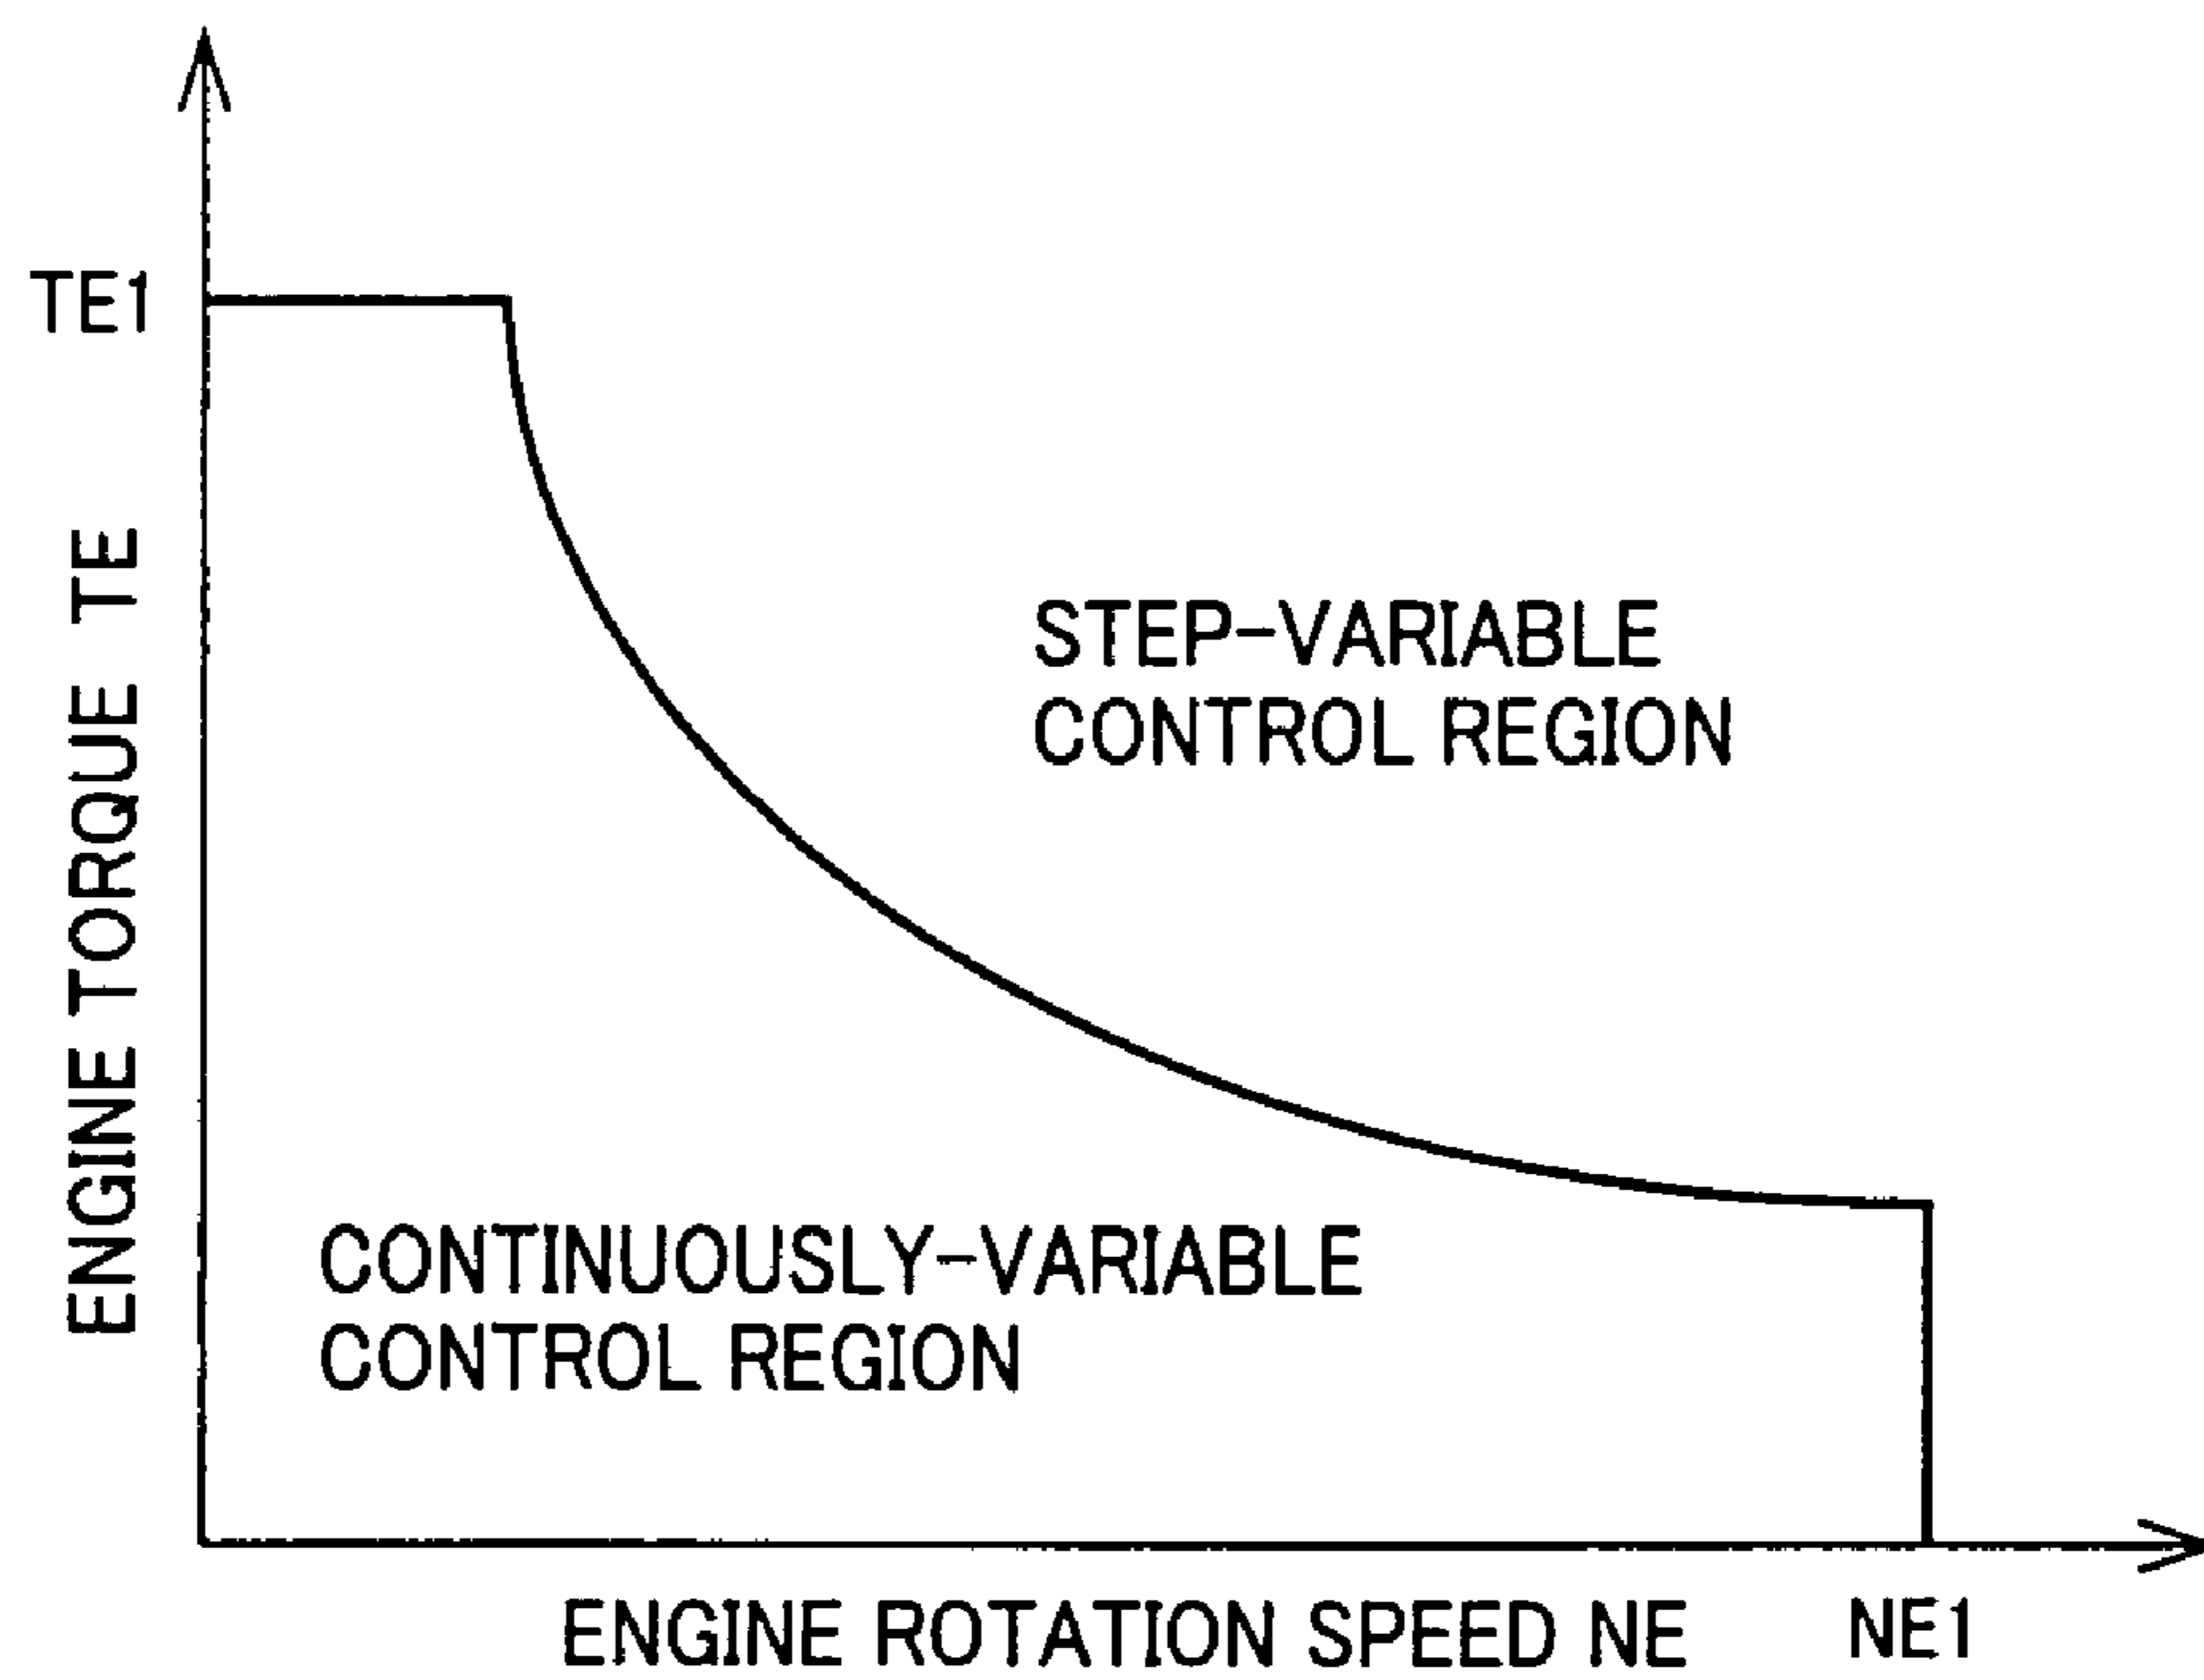 TE1
ENGINE TORQUE TE
STEP-VARIABLE
CONTROL REGION
CONTINUOUSLY-VARIABLE
CONTROL REGION
ENGINE ROTATION SPEED NE
NE1